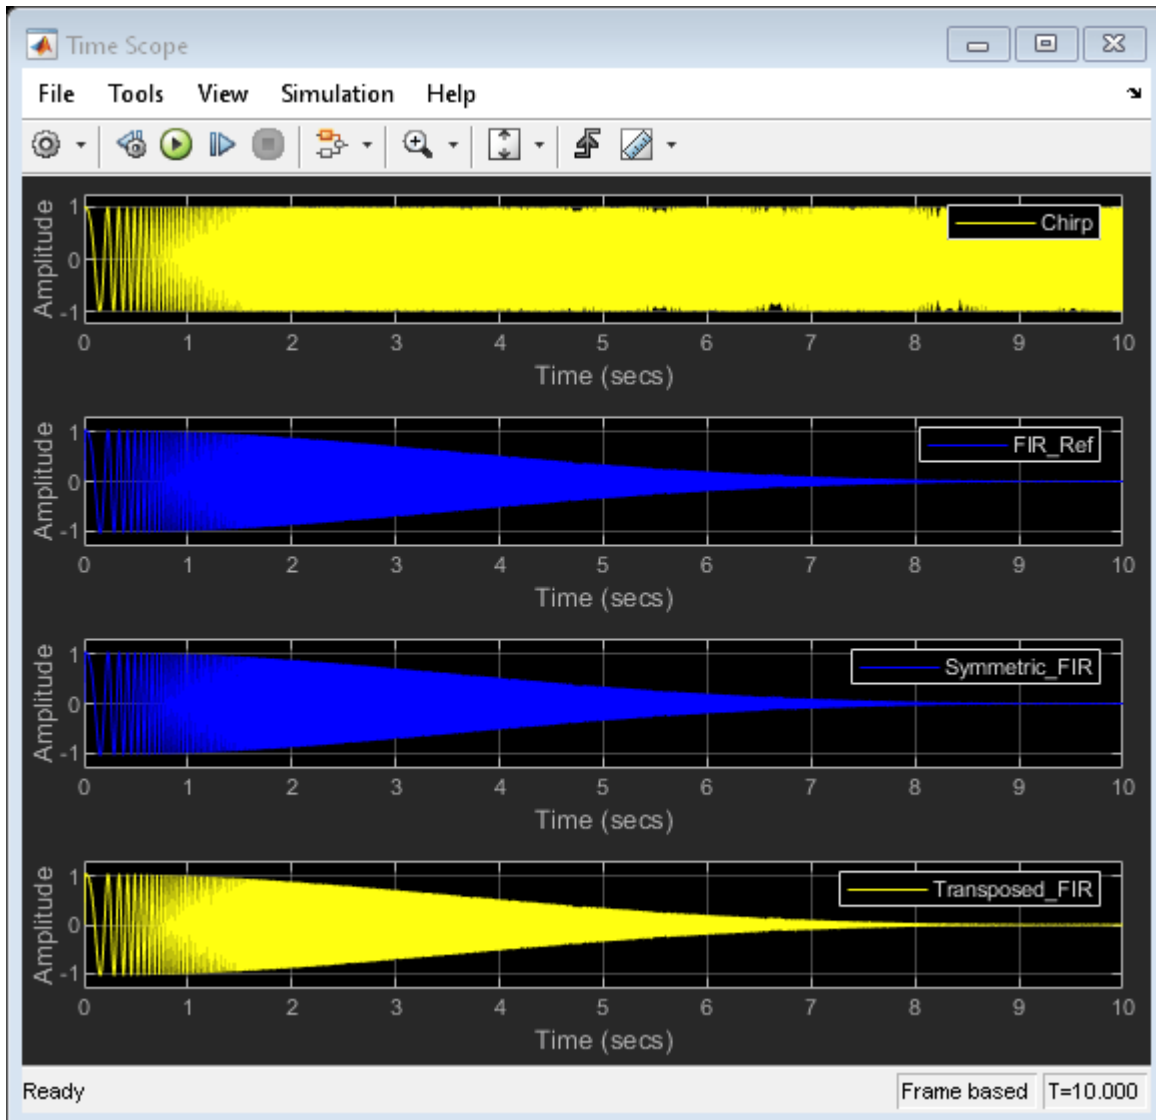 Time Scope
File Tools View Simulation Help
Chirp
Amplitude
1
0
-1
0 1 2 3 4 5 6 7 8 9 10
Time (secs)
FIR_Ref
Amplitude
1
0
-1
0 1 2 3 4 5 6 7 8 9 10
Time (secs)
Symmetric_FIR
Amplitude
1
0
-1
0 1 2 3 4 5 6 7 8 9 10
Time (secs)
Transposed_FIR
Amplitude
1
0
-1
0 1 2 3 4 5 6 7 8 9 10
Time (secs)
Ready Frame based T=10.000